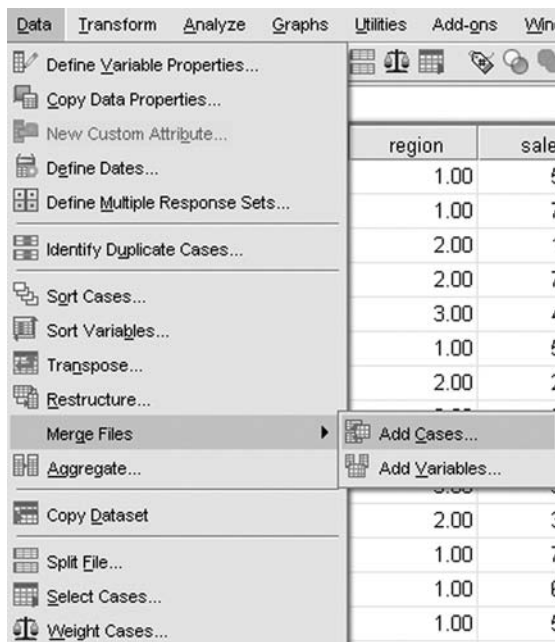 Data Transform Analyze Graphs Utilities Add-ons
Define Variable Properties...
Copy Data Properties...
New Custom Attribute...
Define Dates...
Define Multiple Response Sets...
Identify Duplicate Cases...
Sort Cases...
Sort Variables...
Transpose...
Restructure...
Merge Files
Aggregate...
Copy Dataset
Split File...
Select Cases...
Weight Cases...
Add Cases...
Add Variables...
region sale
1.00
1.00
2.00
2.00
3.00
1.00
2.00
2.00
1.00
1.00
1.00